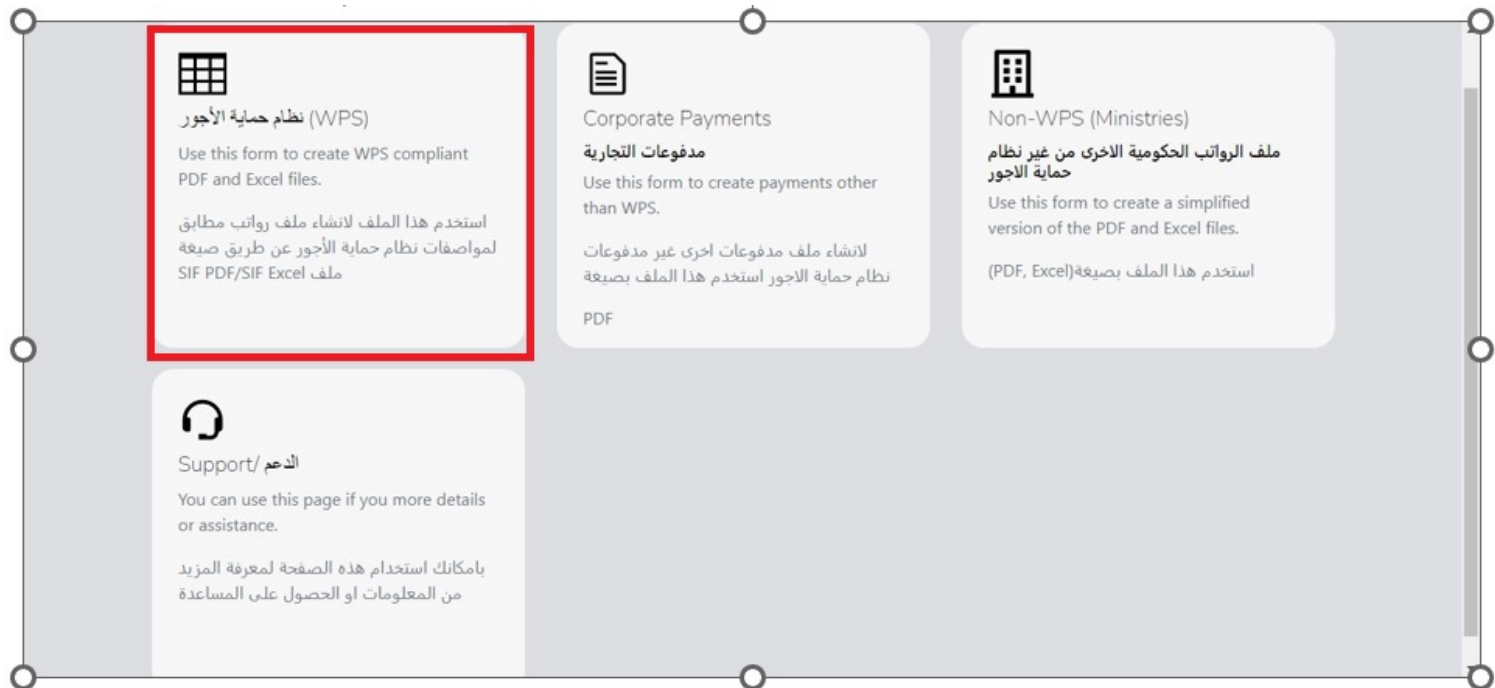 (WPS) نظام حماية الأجور
Use this form to create WPS compliant
PDF and Excel files.
استخدم هذا الملف لانشاء ملف رواتب مطابق
لمواصفات نظام حماية الأجور عن طريق صيغة
ملف SIF PDF/SIF Excel
Corporate Payments
مدفوعات التجارية
Use this form to create payments other
than WPS.
لانشاء ملف مدفوعات اخرى غير مدفوعات
نظام حماية الاجور استخدم هذا الملف بصيغة
PDF
Non-WPS (Ministries)
ملف الرواتب الحكومية الاخرى من غير نظام
حماية الاجور
Use this form to create a simplified
version of the PDF and Excel files.
استخدم هذا الملف بصيغة(PDF, Excel)
Support/ الدعم
You can use this page if you more details
or assistance.
بامكانك استخدام هذه الصفحة لمعرفة المزيد
من المعلومات او الحصول على المساعدة